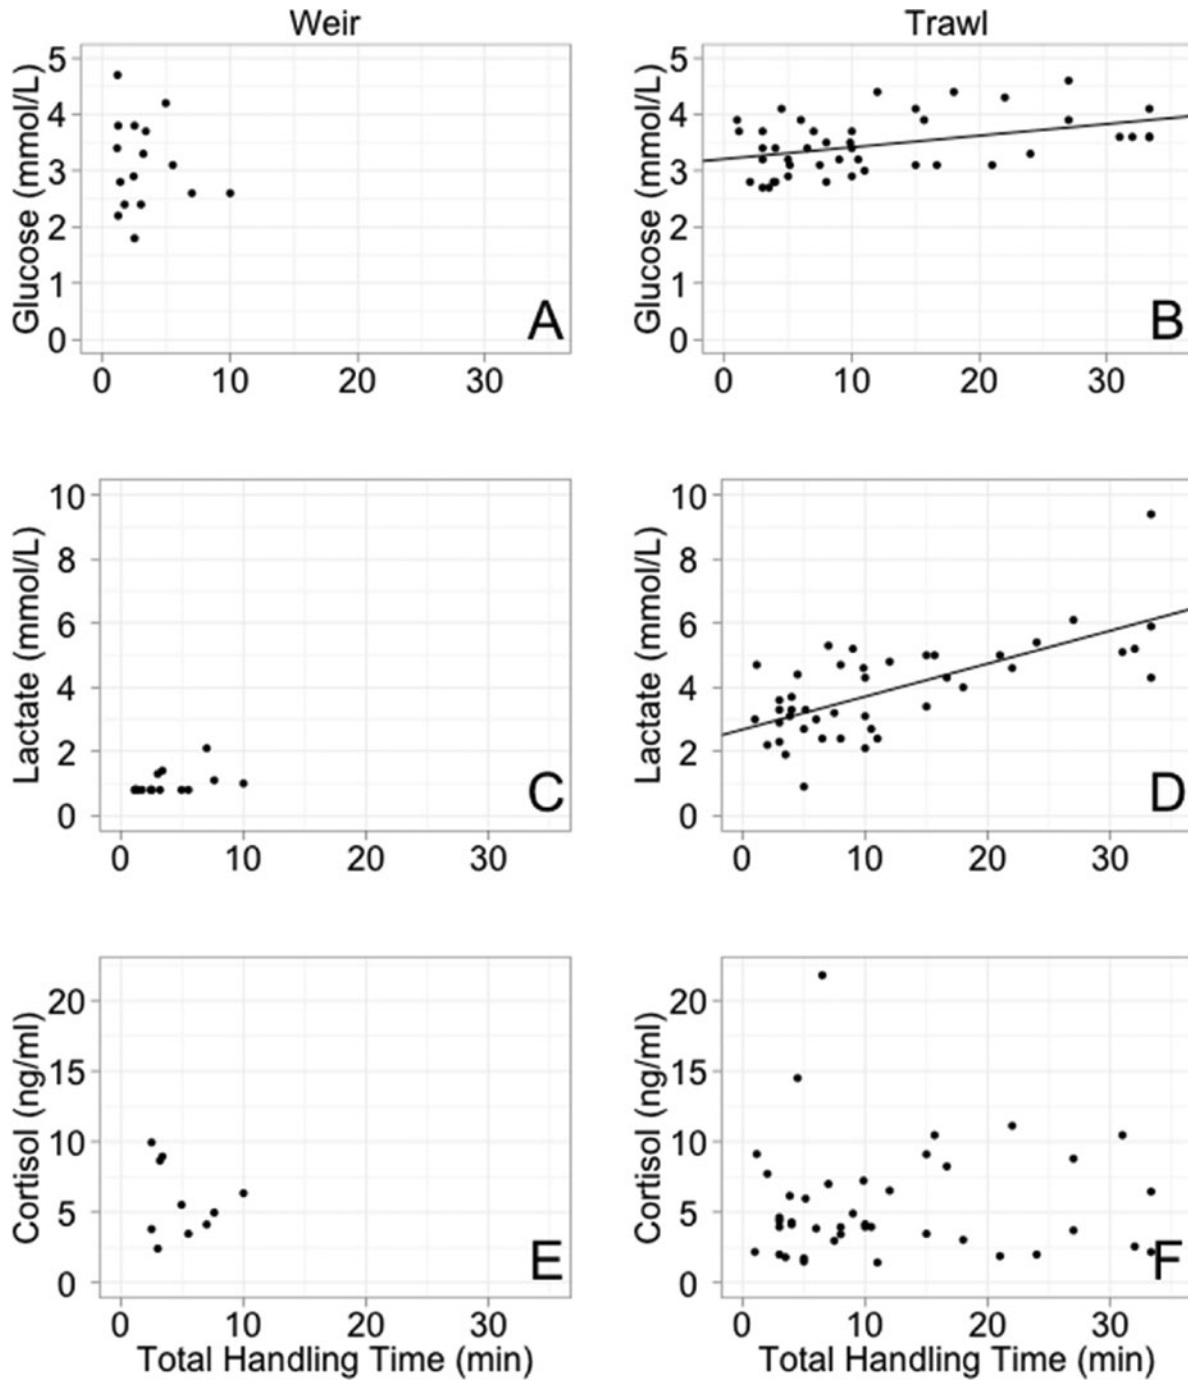 Weir
Trawl
Glucose (mmol/L)
5
4
3
2
1
0
A
0 10 20 30
Glucose (mmol/L)
5
4
3
2
1
0
B
0 10 20 30
Lactate (mmol/L)
10
8
6
4
2
0
C
0 10 20 30
Lactate (mmol/L)
10
8
6
4
2
0
D
0 10 20 30
Cortisol (ng/ml)
20
15
10
5
0
E
0 10 20 30
Total Handling Time (min)
Cortisol (ng/ml)
20
15
10
5
0
F
0 10 20 30
Total Handling Time (min)